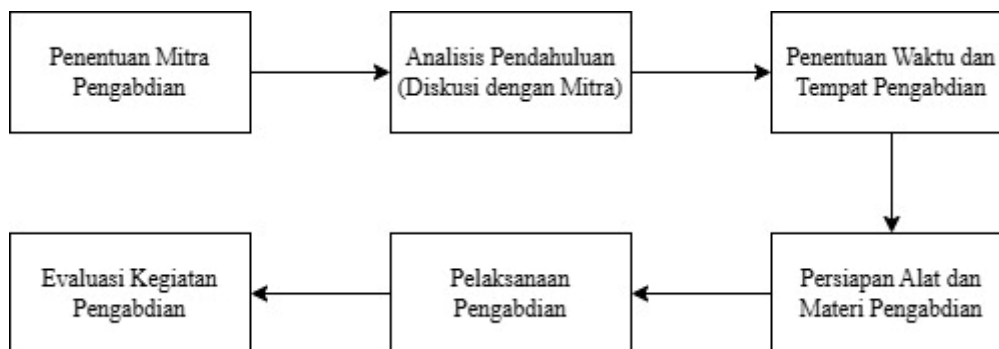 Penentuan Mitra
Pengabdian
Analisis Pendahuluan
(Diskusi dengan Mitra)
Penentuan Waktu dan
Tempat Pengabdian
Persiapan Alat dan
Materi Pengabdian
Pelaksanaan
Pengabdian
Evaluasi Kegiatan
Pengabdian